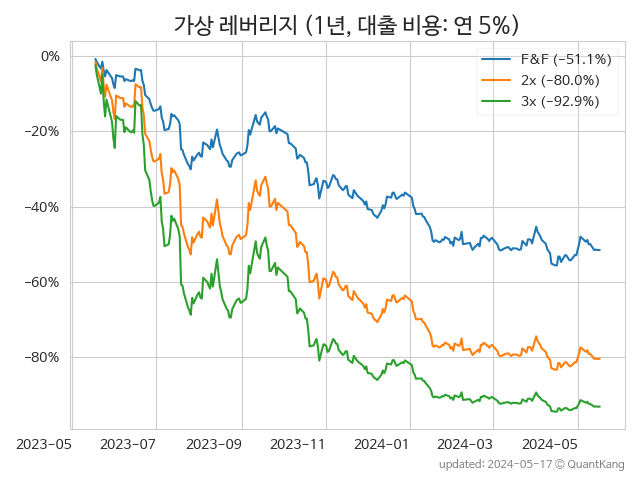 가상 레버리지 (1년, 대출 비용: 연 5%)
F&F (−51.1%)
2x (−80.0%)
3x (−92.9%)
0%
−20%
−40%
−60%
−80%
2023−05 2023−07 2023−09 2023−11 2024−01 2024−03 2024−05
updated: 2024−05−17 © QuantKang